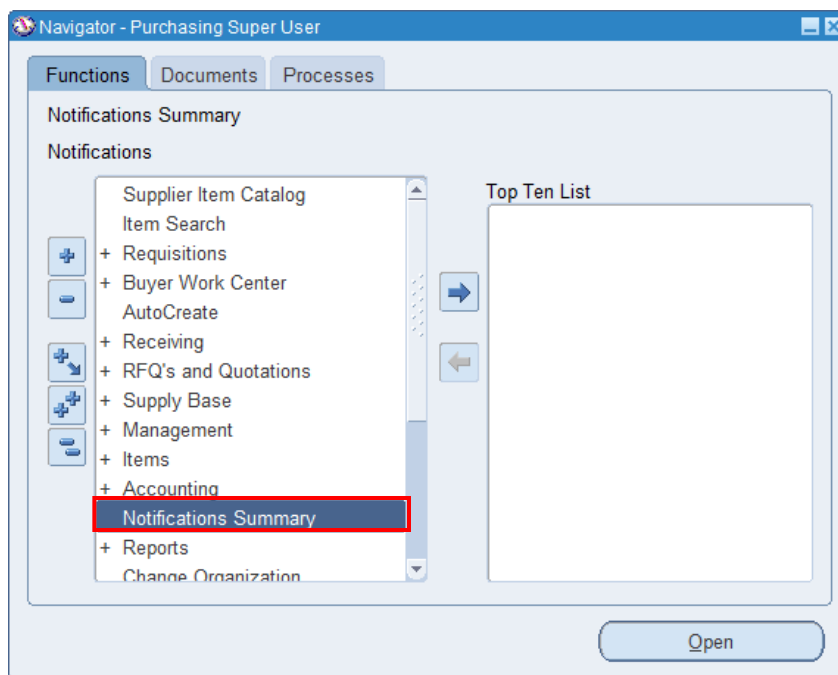 Navigator - Purchasing Super User
Functions
Documents
Processes
Notifications Summary
Notifications
Supplier Item Catalog
Item Search
+ Requisitions
+ Buyer Work Center
AutoCreate
+ Receiving
+ RFQ's and Quotations
+ Supply Base
+ Management
+ Items
+ Accounting
Notifications Summary
+ Reports
Change Organization
Top Ten List
Open